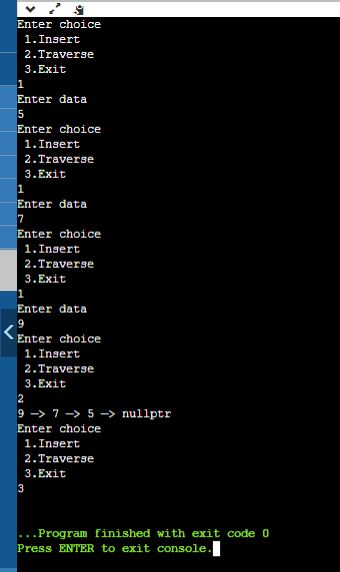 Enter choice
1.Insert
2.Traverse
3.Exit
1
Enter data
5
Enter choice
1.Insert
2.Traverse
3.Exit
1
Enter data
7
Enter choice
1.Insert
2.Traverse
3.Exit
1
Enter data
9
Enter choice
1.Insert
2.Traverse
3.Exit
2
9 —> 7 —> 5 —> nullptr
Enter choice
1.Insert
2.Traverse
3.Exit
3
...Program finished with exit code 0
Press ENTER to exit console.